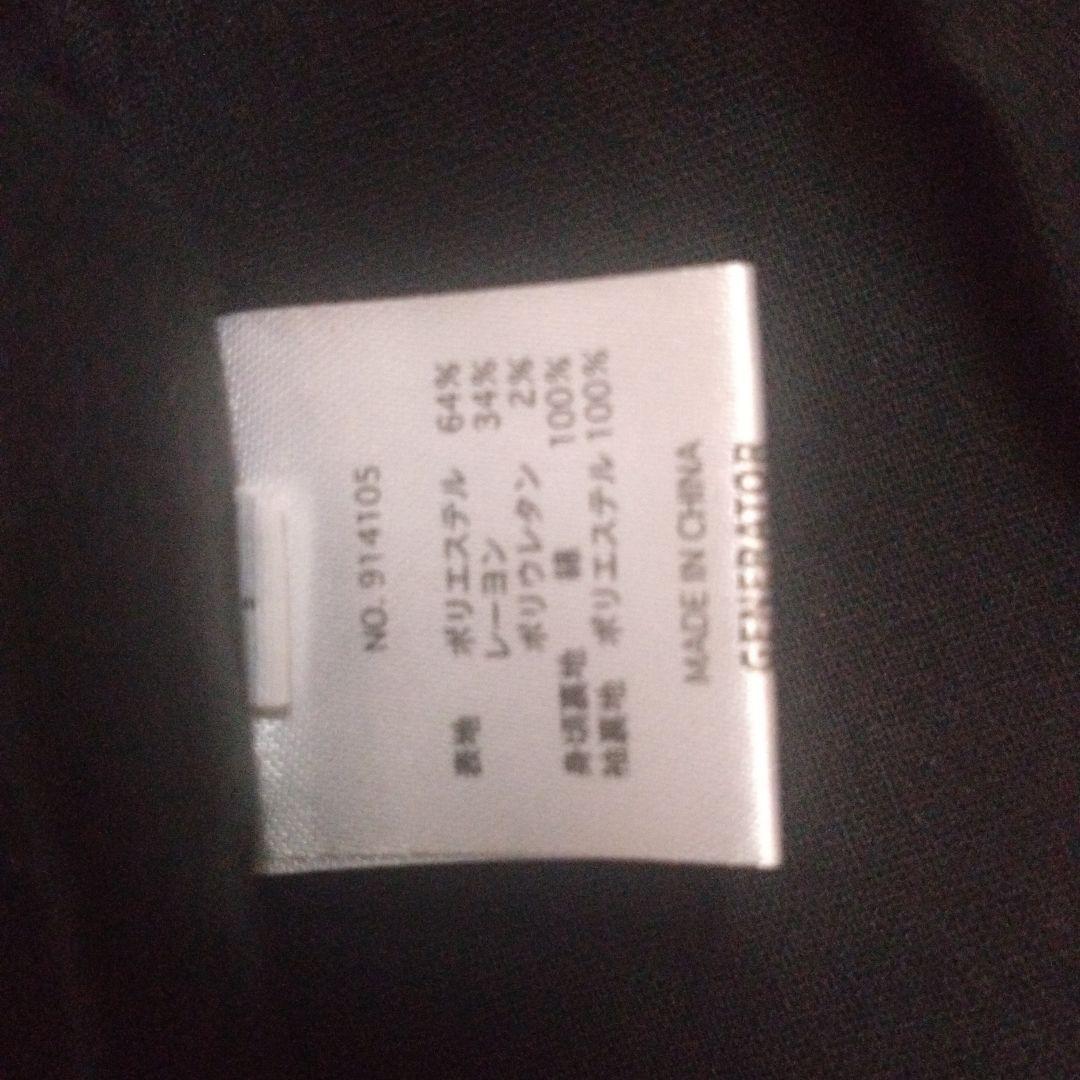 NO. 914105
表地 ポリエステル 64%
レーヨン 34%
ポリウレタン 2%
身頃裏地 綿 100%
袖裏地 ポリエステル 100%
MADE IN CHINA
GENERATOR